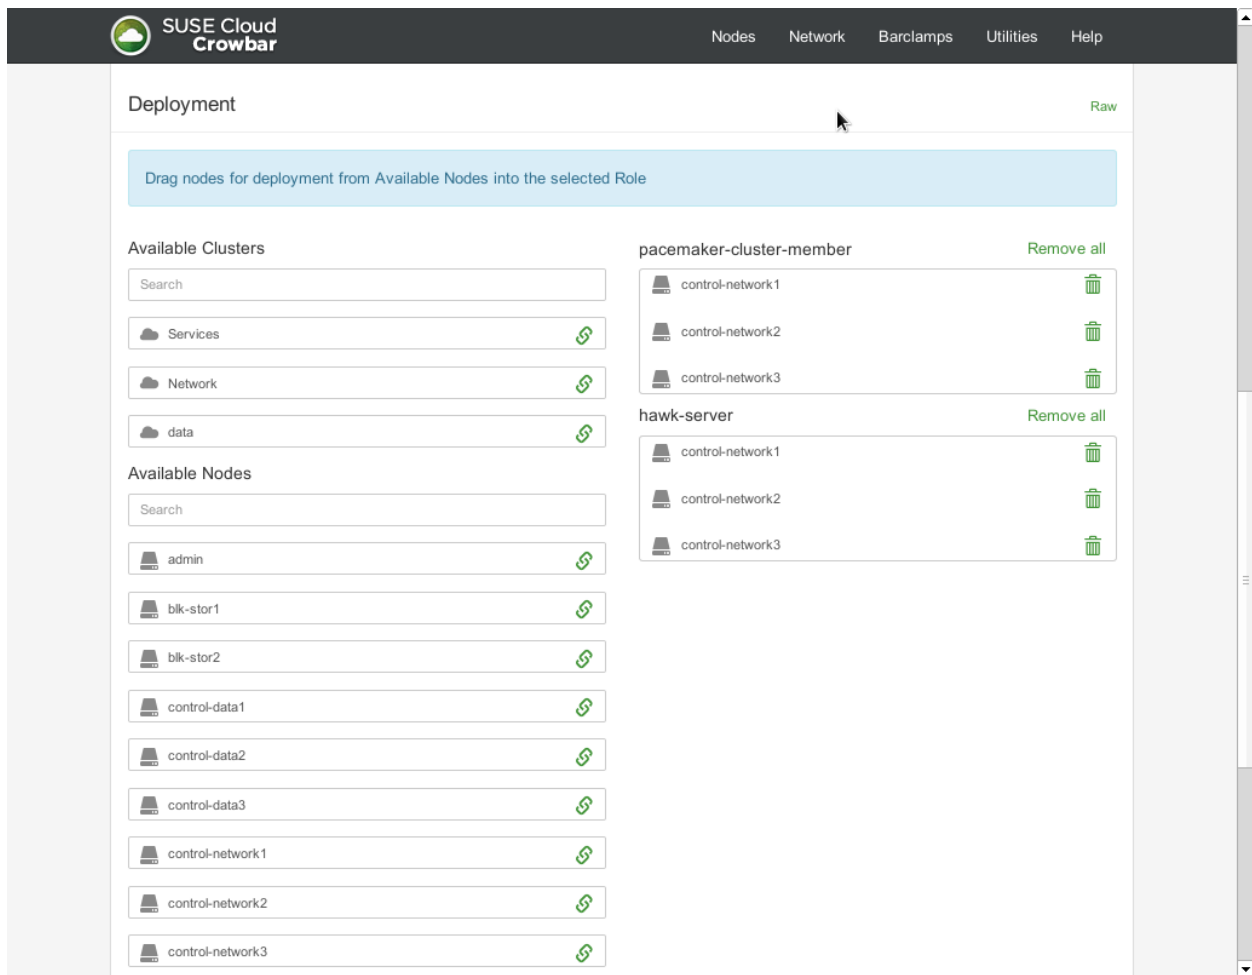 SUSE Cloud
Crowbar
Nodes Network Barclamps Utilities Help
Deployment
Raw
Drag nodes for deployment from Available Nodes into the selected Role
Available Clusters
Search
Services
Network
data
Available Nodes
Search
admin
blk-stor1
blk-stor2
control-data1
control-data2
control-data3
control-network1
control-network2
control-network3
pacemaker-cluster-member
Remove all
control-network1
control-network2
control-network3
hawk-server
Remove all
control-network1
control-network2
control-network3